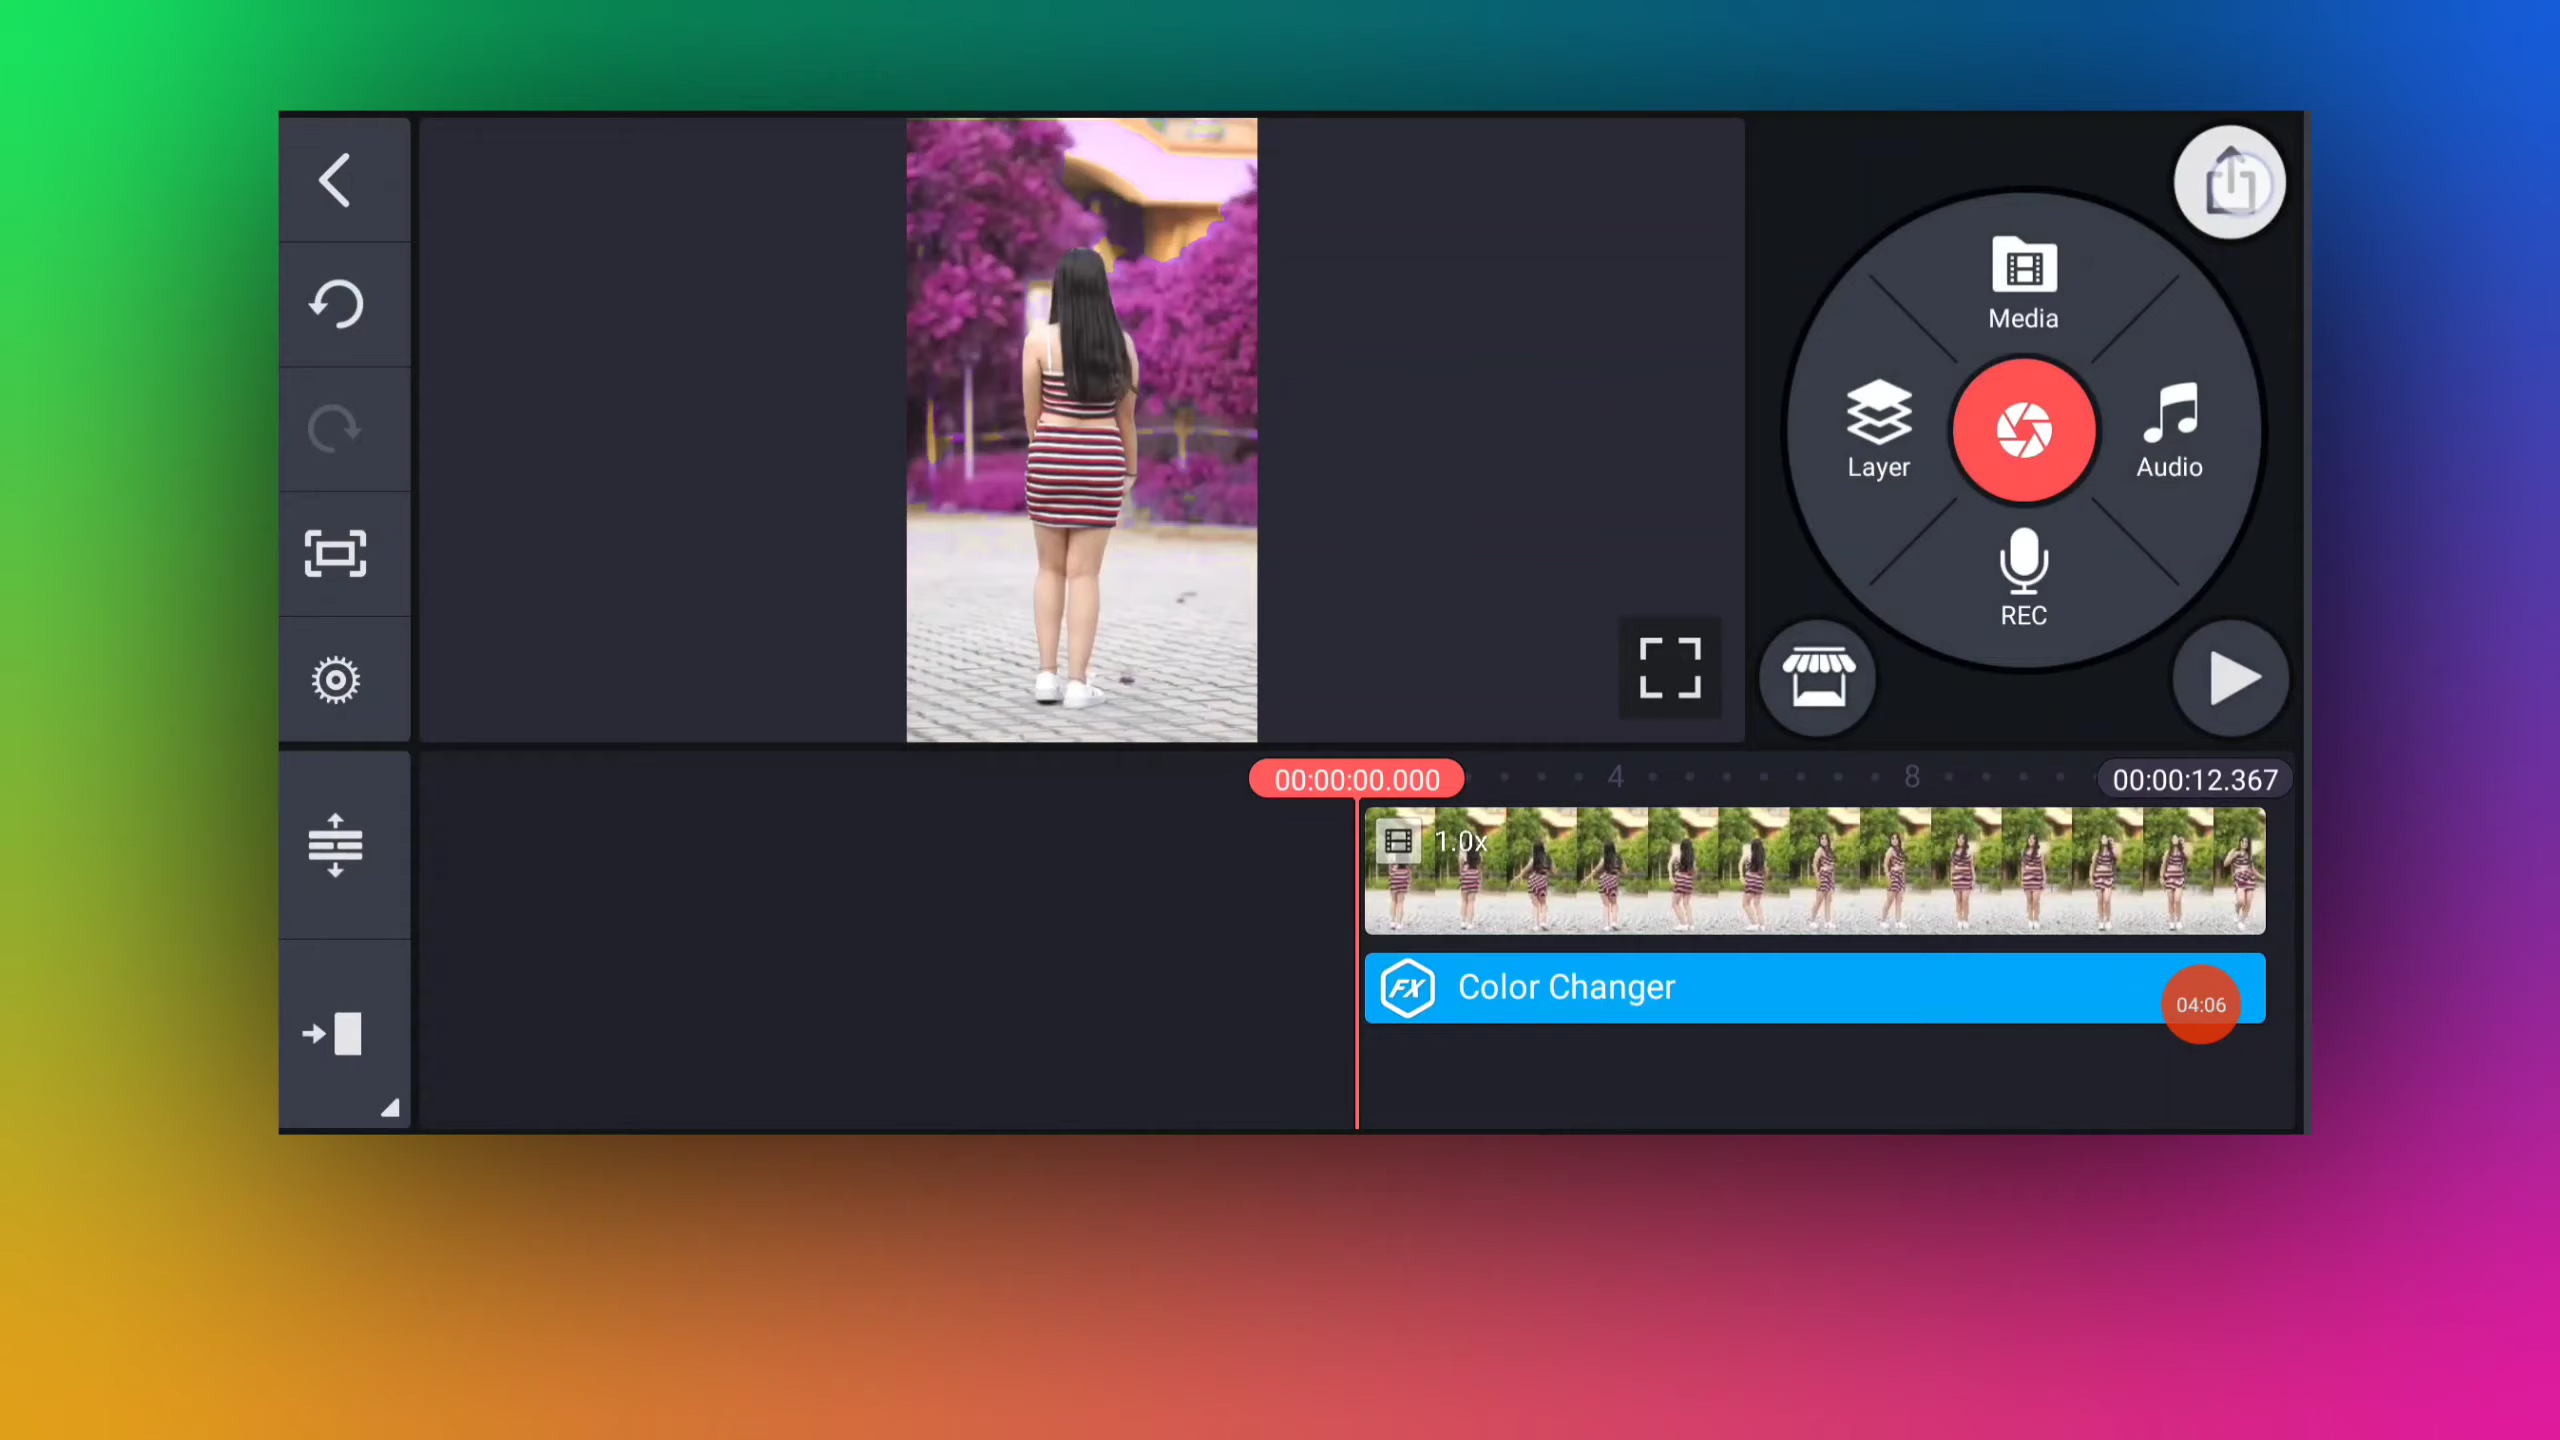 Media
Layer
Audio
REC
00:00:00.000
4
8
00:00:12.367
1.0x
FX
Color Changer
04:06